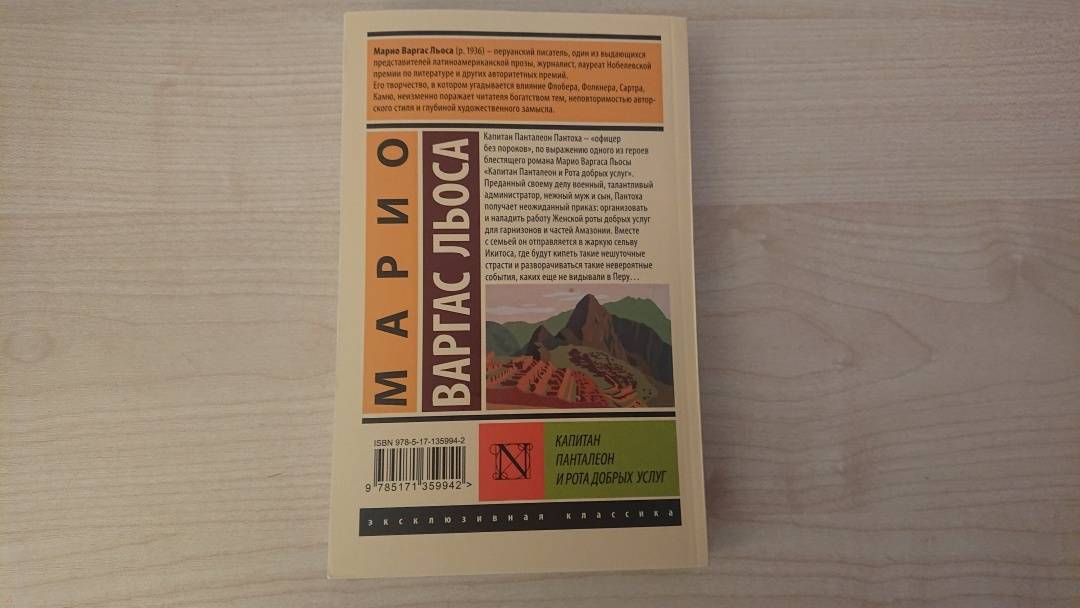 Марио Варгас Льоса (р. 1936) – перуанский писатель, один из выдающихся
представителей латиноамериканской прозы, журналист, лауреат Нобелевской
премии по литературе и других авторитетных премий.
Его творчество, в котором угадывается влияние Флобера, Фолкнера, Сартра,
Камю, неизменно поражает читателя богатством тем, неповторимостью автор-
ского стиля и глубиной художественного замысла.
МАРИО
ВАРГАС ЛЬОСА
Капитан Панталеон Пантоха – «офицер
без пороков», по выражению одного из героев
блестящего романа Марио Варгаса Льосы
«Капитан Панталеон и Рота добрых услуг».
Преданный своему делу военный, талантливый
администратор, нежный муж и сын, Пантоха
получает неожиданный приказ: организовать
и наладить работу Женской роты добрых услуг
для гарнизонов и частей Амазонии. Вместе
с семьей он отправляется в жаркую сельву
Икитоса, где будут кипеть такие нешуточные
страсти и разворачиваться такие невероятные
события, каких еще не видывали в Перу...
ISBN 978-5-17-135994-2
9 785171 359942 >
N
КАПИТАН
ПАНТАЛЕОН
И РОТА ДОБРЫХ УСЛУГ
эксклюзивная классика